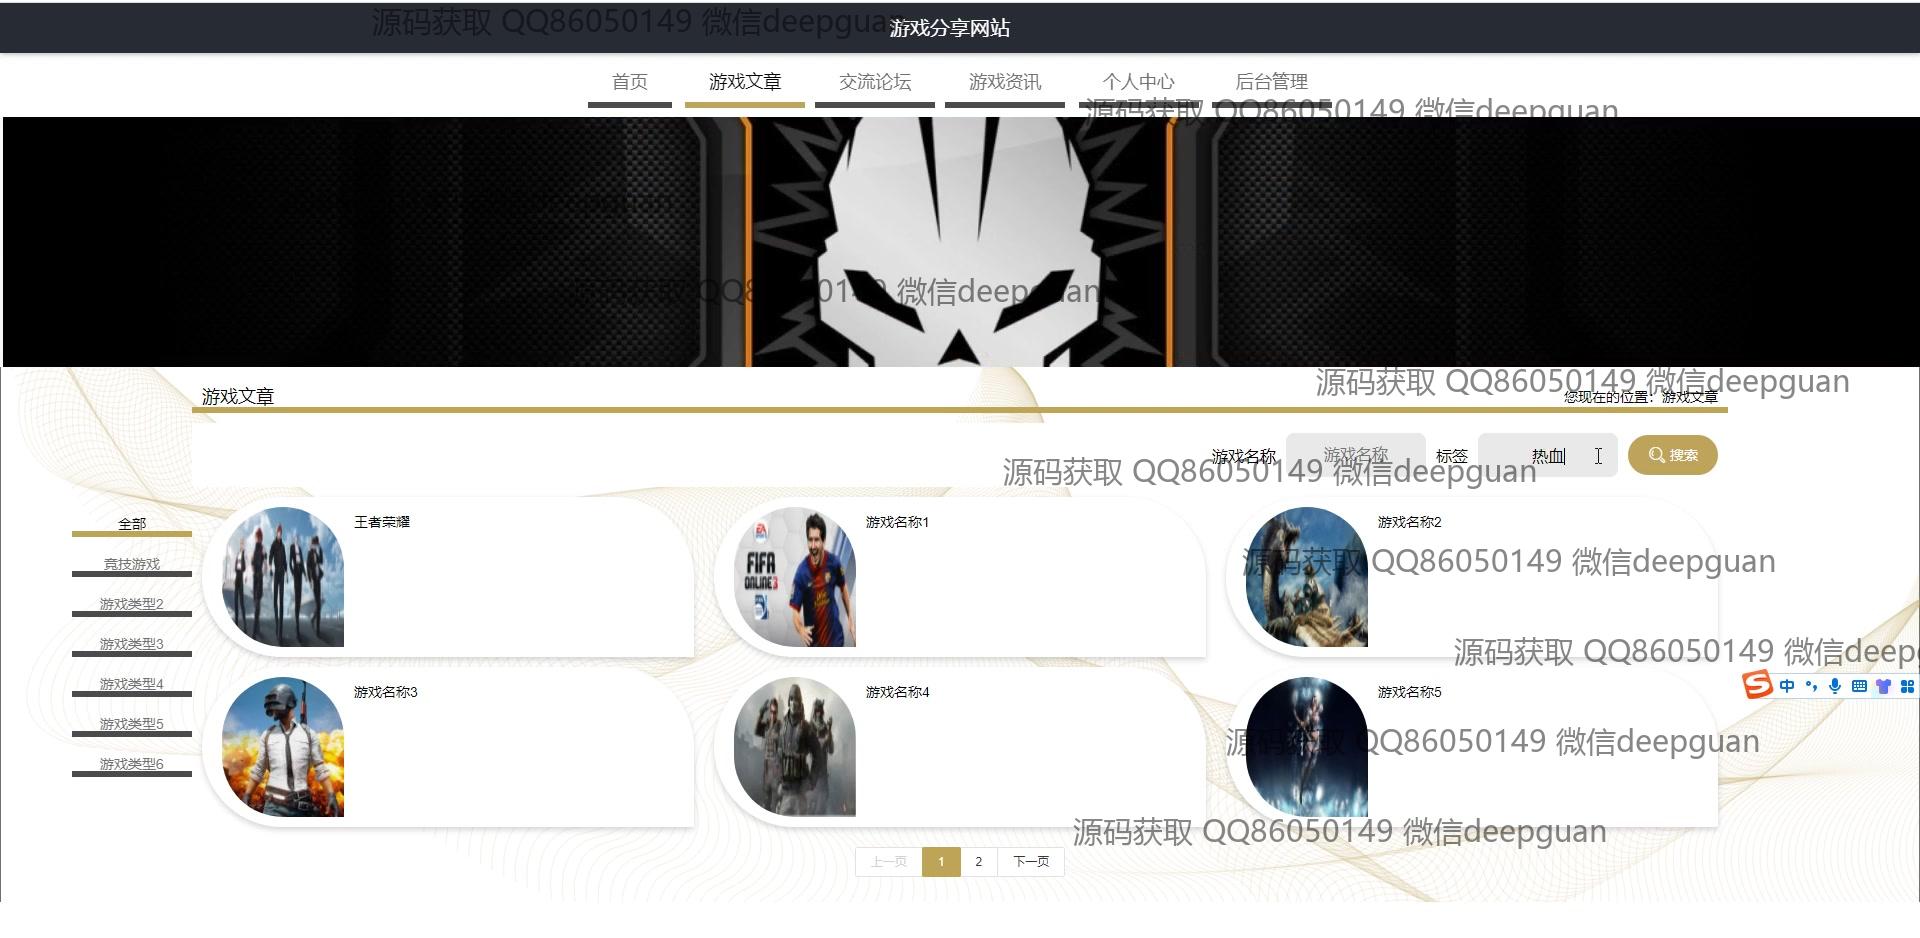 源码获取 QQ86050149 微信deepguan
游戏分享网站
首页 游戏文章 交流论坛 游戏资讯 个人中心 后台管理
源码获取 QQ86050149 微信deepguan
微信deepguan
源码获取 QQ86050149 微信deepguan
游戏文章 您现在的位置：游戏文章
游戏名称 游戏名称 标签 热血 搜索
源码获取 QQ86050149 微信deepguan
全部
竞技游戏
游戏类型2
游戏类型3
游戏类型4
游戏类型5
游戏类型6
王者荣耀 游戏名称1 游戏名称2
EA SPORTS
FIFA
ONLINE 3
源码获取 QQ86050149 微信deepguan
源码获取 QQ86050149 微信deep
中
游戏名称3 游戏名称4 游戏名称5
源码获取 QQ86050149 微信deepguan
源码获取 QQ86050149 微信deepguan
上一页 1 2 下一页